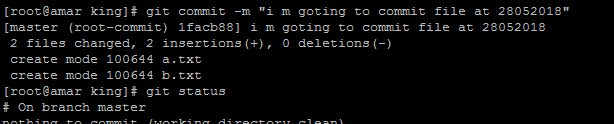 [root@amar king]# git commit -m "i m goting to commit file at 28052018"
[master (root-commit) 1facb88] i m goting to commit file at 28052018
 2 files changed, 2 insertions(+), 0 deletions(-)
 create mode 100644 a.txt
 create mode 100644 b.txt
[root@amar king]# git status
# On branch master
nothing to commit (working directory clean)